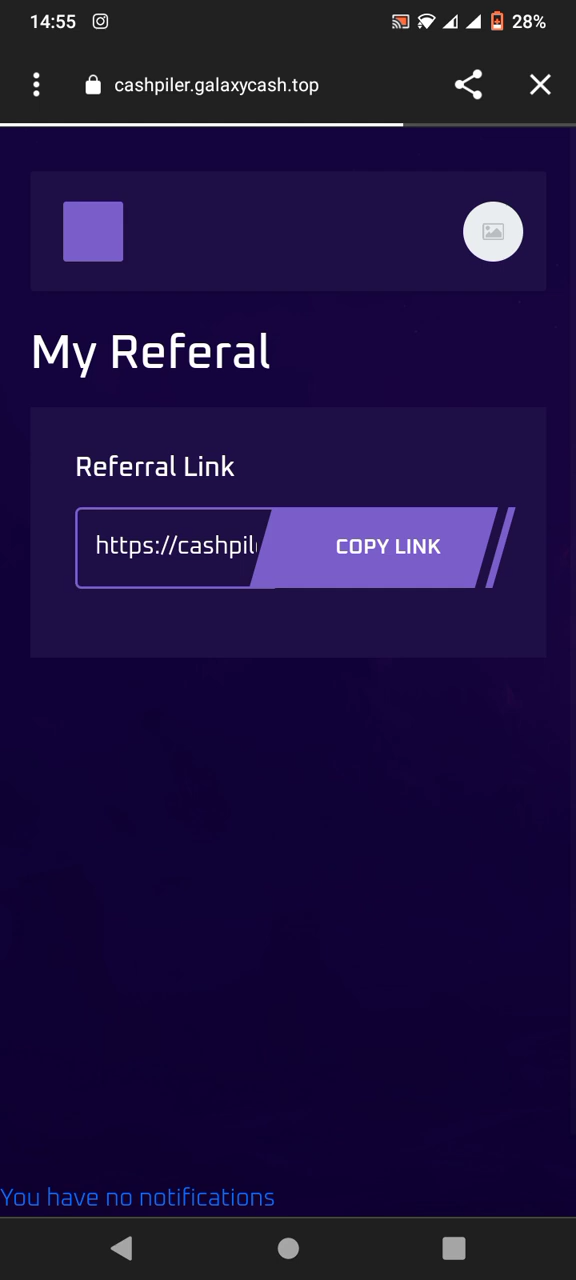 14:55
28%
cashpiler.galaxycash.top
My Referal
Referral Link
https://cashpil
COPY LINK
You have no notifications